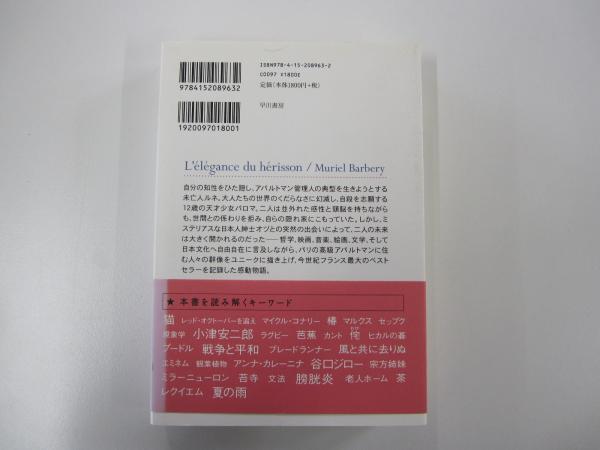 ISBN978-4-15-208963-2
C0097 ¥1800E
定価(本体1800円+税)
9784152089632
早川書房
1920097018001
L'élégance du hérisson / Muriel Barbery
自分の知性をひた隠し、アパルトマン管理人の典型を生きようとする
未亡人ルネ。大人たちの世界のくだらなさに幻滅し、自殺を志願する
12歳の天才少女パロマ。二人は並外れた感性と頭脳を持ちながら
も、世間との係わりを拒み、自らの隠れ家にこもっていた。しかし、ミ
ステリアスな日本人紳士オヅとの突然の出会いによって、二人の未来
は大きく開かれるのだった――哲学、映画、音楽、絵画、文学、そして
日本文化へ自由自在に言及しながら、パリの高級アパルトマンに住
む人々の群像をユニークに描き上げ、今世紀フランス最大のベスト
セラーを記録した感動物語。
★ 本書を読み解くキーワード
猫 レッド・オクトーバーを追え マイクル・コナリー 椿 マルクス セップク
現象学 小津安二郎 ラグビー 芭蕉 カント 侘 わび ヒカルの碁
プードル 戦争と平和 ブレードランナー 風と共に去りぬ
エミネム 観葉植物 アンナ・カレーニナ 谷口ジロー 宗方姉妹
ミラーニューロン 苔寺 文法 膀胱炎 老人ホーム 茶
レクイエム 夏の雨